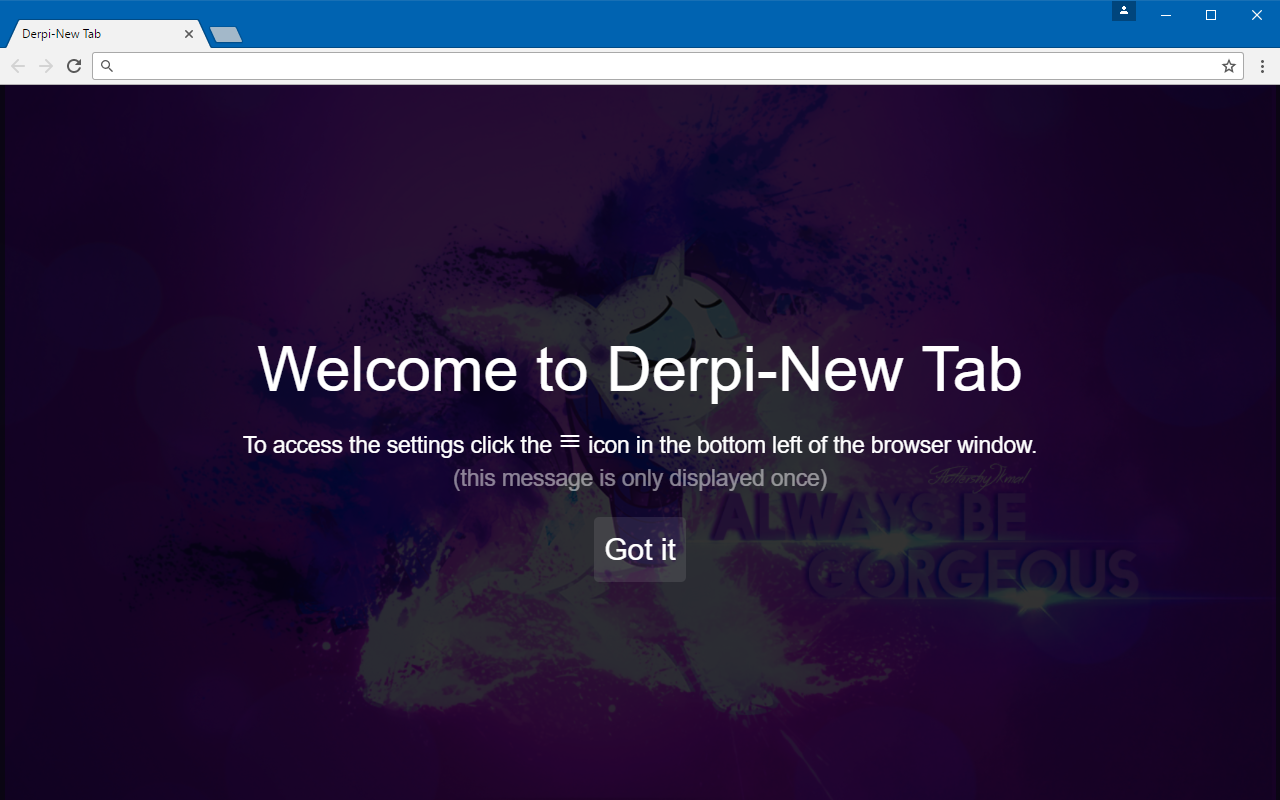 Derpi-New Tab
Welcome to Derpi-New Tab
To access the settings click the ≡ icon in the bottom left of the browser window.
(this message is only displayed once)
ALWAYS BE
Got it
GORGEOUS